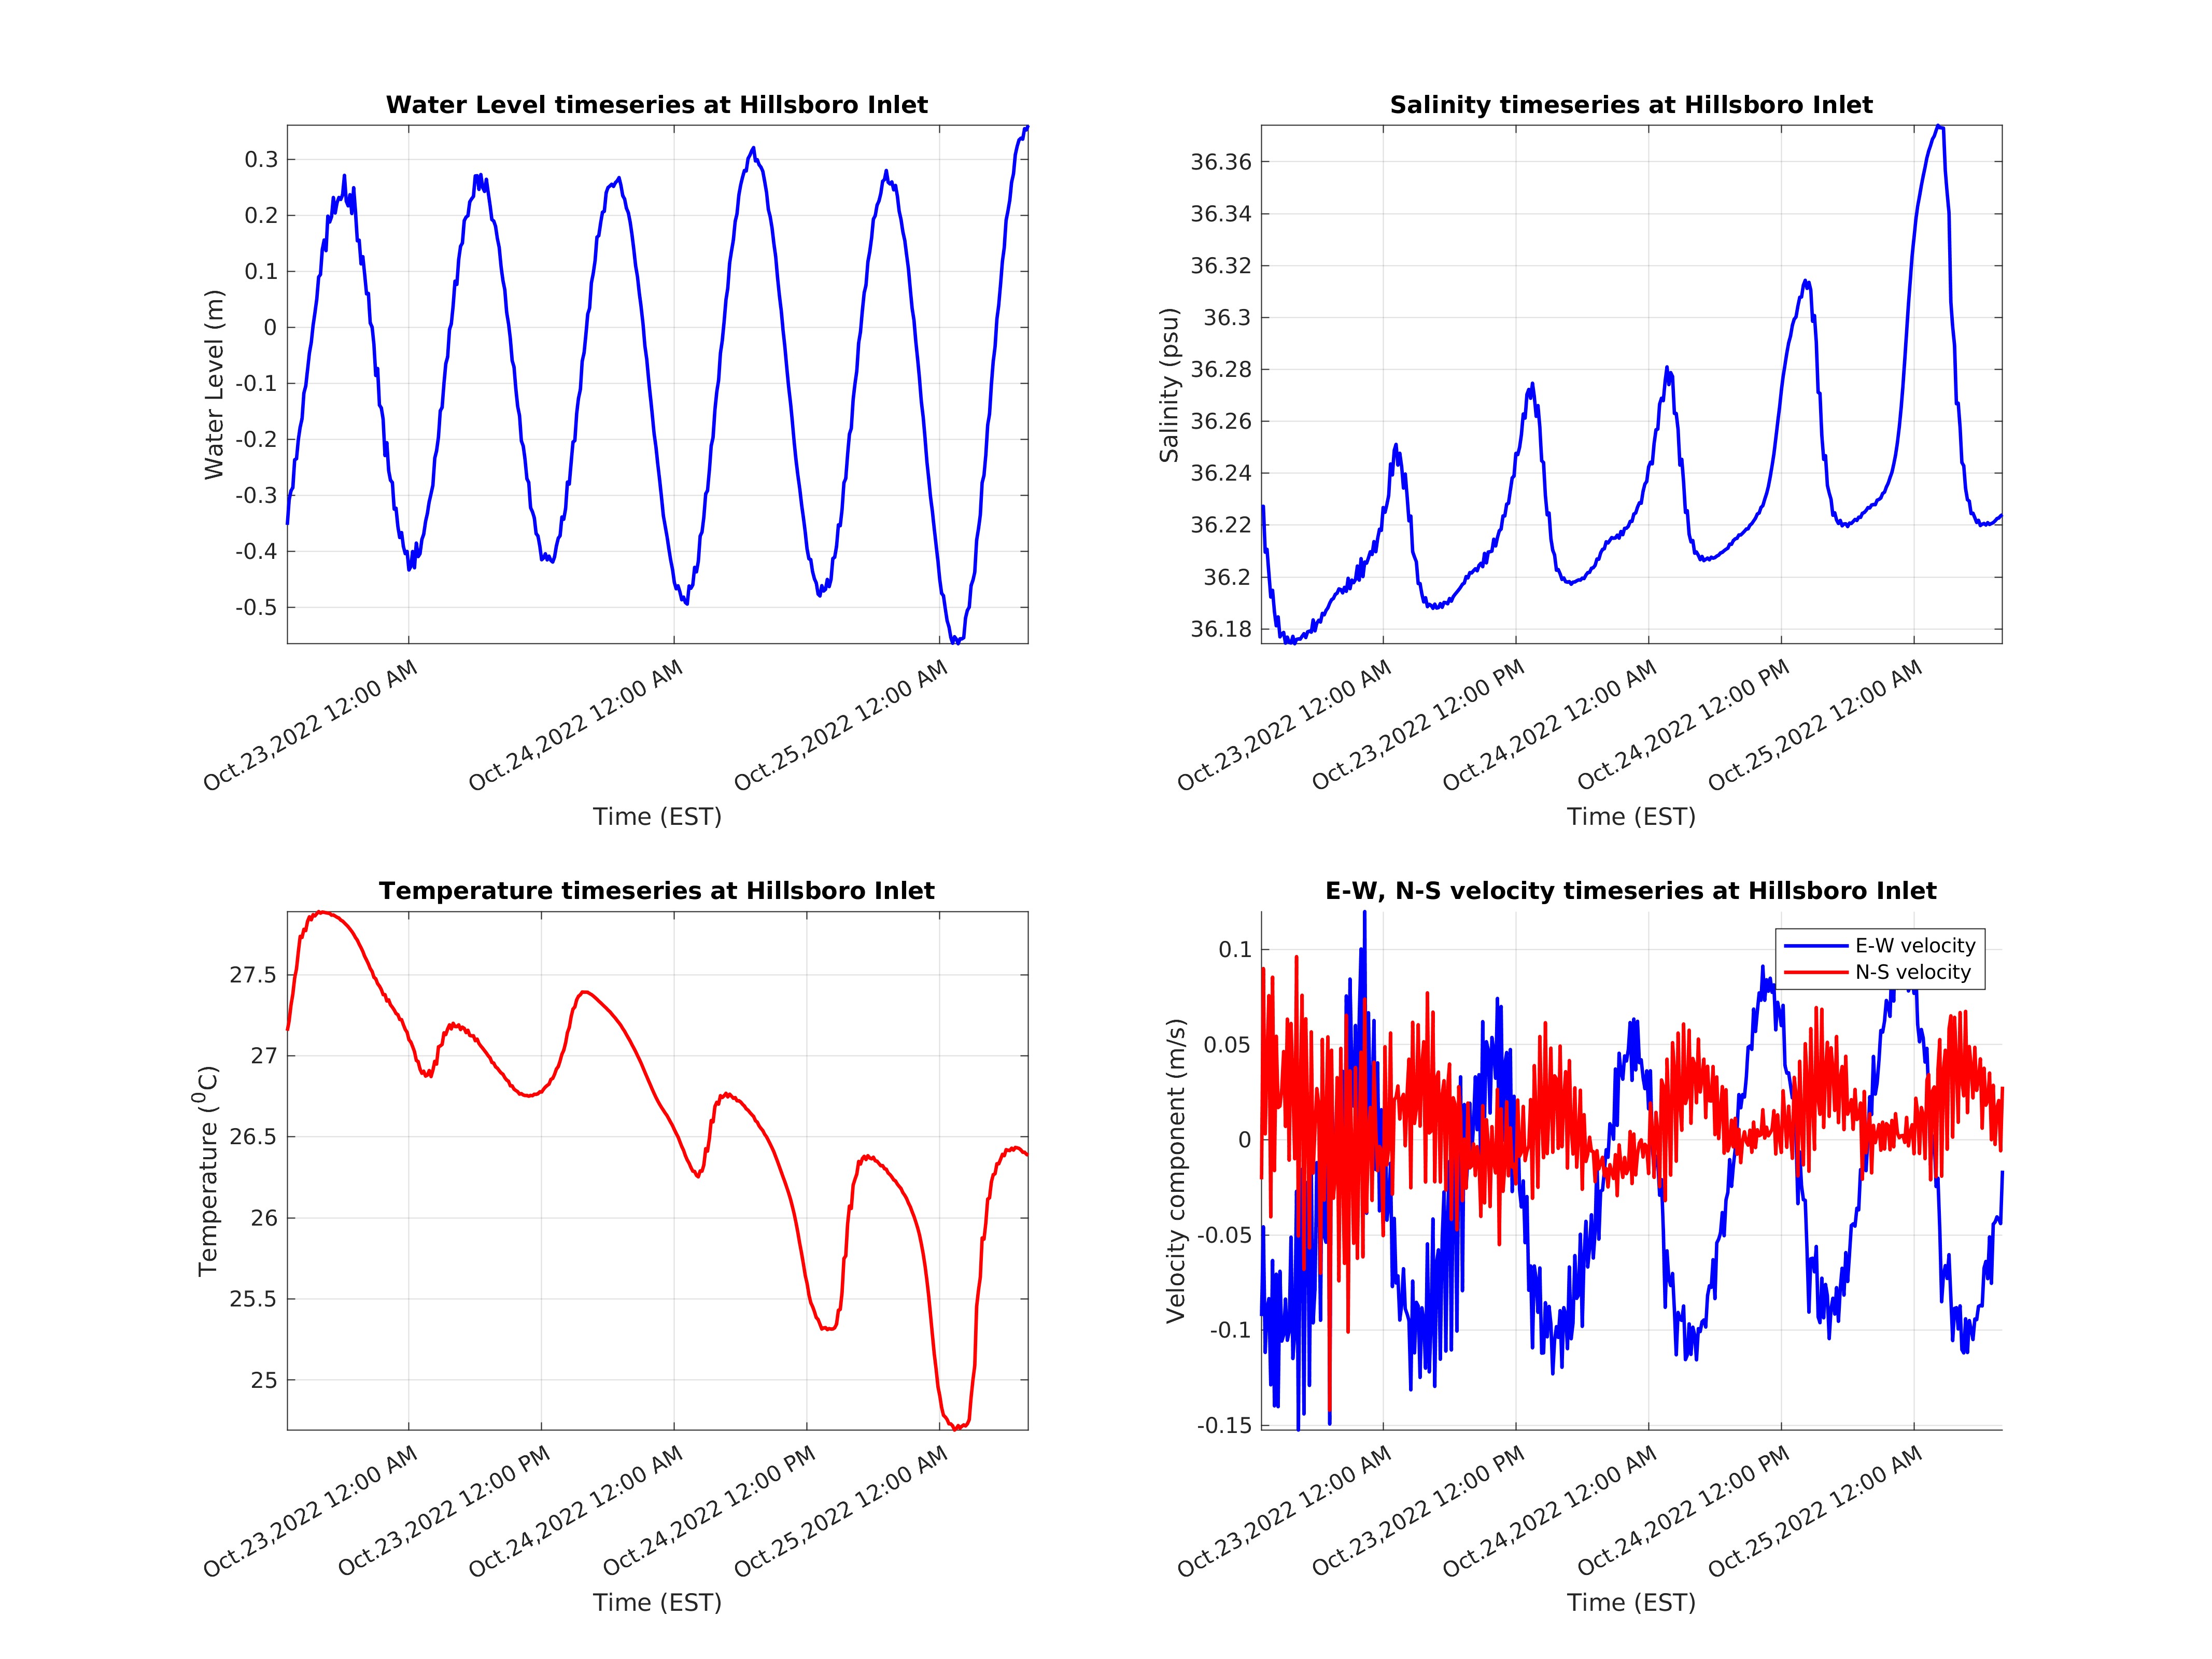 Water Level timeseries at Hillsboro Inlet
Water Level (m)
0.3
0.2
0.1
0
-0.1
-0.2
-0.3
-0.4
-0.5
Oct.23,2022 12:00 AM
Oct.24,2022 12:00 AM
Oct.25,2022 12:00 AM
Time (EST)
Salinity timeseries at Hillsboro Inlet
Salinity (psu)
36.36
36.34
36.32
36.3
36.28
36.26
36.24
36.22
36.2
36.18
Oct.23,2022 12:00 AM
Oct.23,2022 12:00 PM
Oct.24,2022 12:00 AM
Oct.24,2022 12:00 PM
Oct.25,2022 12:00 AM
Time (EST)
Temperature timeseries at Hillsboro Inlet
Temperature (⁰C)
27.5
27
26.5
26
25.5
25
Oct.23,2022 12:00 AM
Oct.23,2022 12:00 PM
Oct.24,2022 12:00 AM
Oct.24,2022 12:00 PM
Oct.25,2022 12:00 AM
Time (EST)
E-W, N-S velocity timeseries at Hillsboro Inlet
Velocity component (m/s)
0.1
0.05
0
-0.05
-0.1
-0.15
E-W velocity
N-S velocity
Oct.23,2022 12:00 AM
Oct.23,2022 12:00 PM
Oct.24,2022 12:00 AM
Oct.24,2022 12:00 PM
Oct.25,2022 12:00 AM
Time (EST)